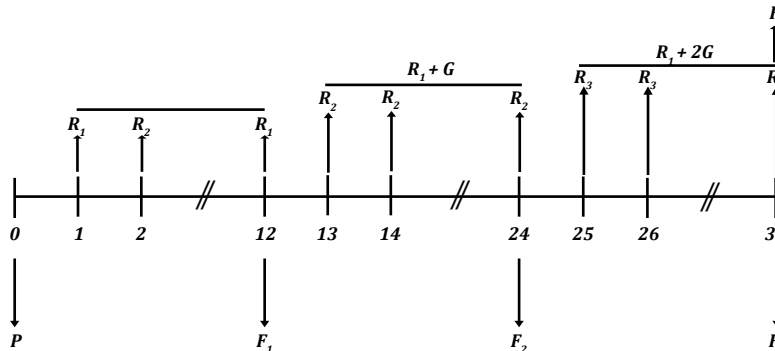 R₁ + 2G
R₁ + G
R₃ R₃
R₂ R₂ R₂
R₁ R₂ R₁
0 1 2 12 13 14 24 25 26 3
P F₁ F₂